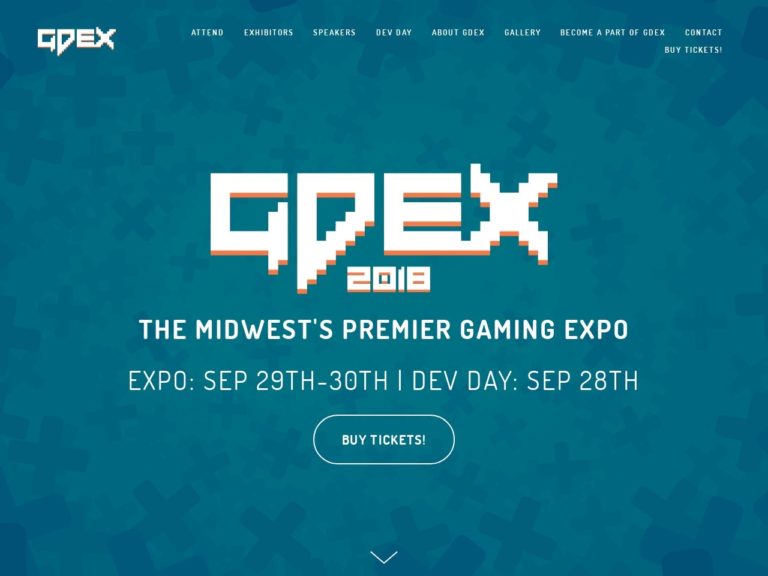 GDEX
ATTEND EXHIBITORS SPEAKERS DEV DAY ABOUT GDEX GALLERY BECOME A PART OF GDEX CONTACT
BUY TICKETS!
GDEX
2018
THE MIDWEST'S PREMIER GAMING EXPO
EXPO: SEP 29TH-30TH | DEV DAY: SEP 28TH
BUY TICKETS!